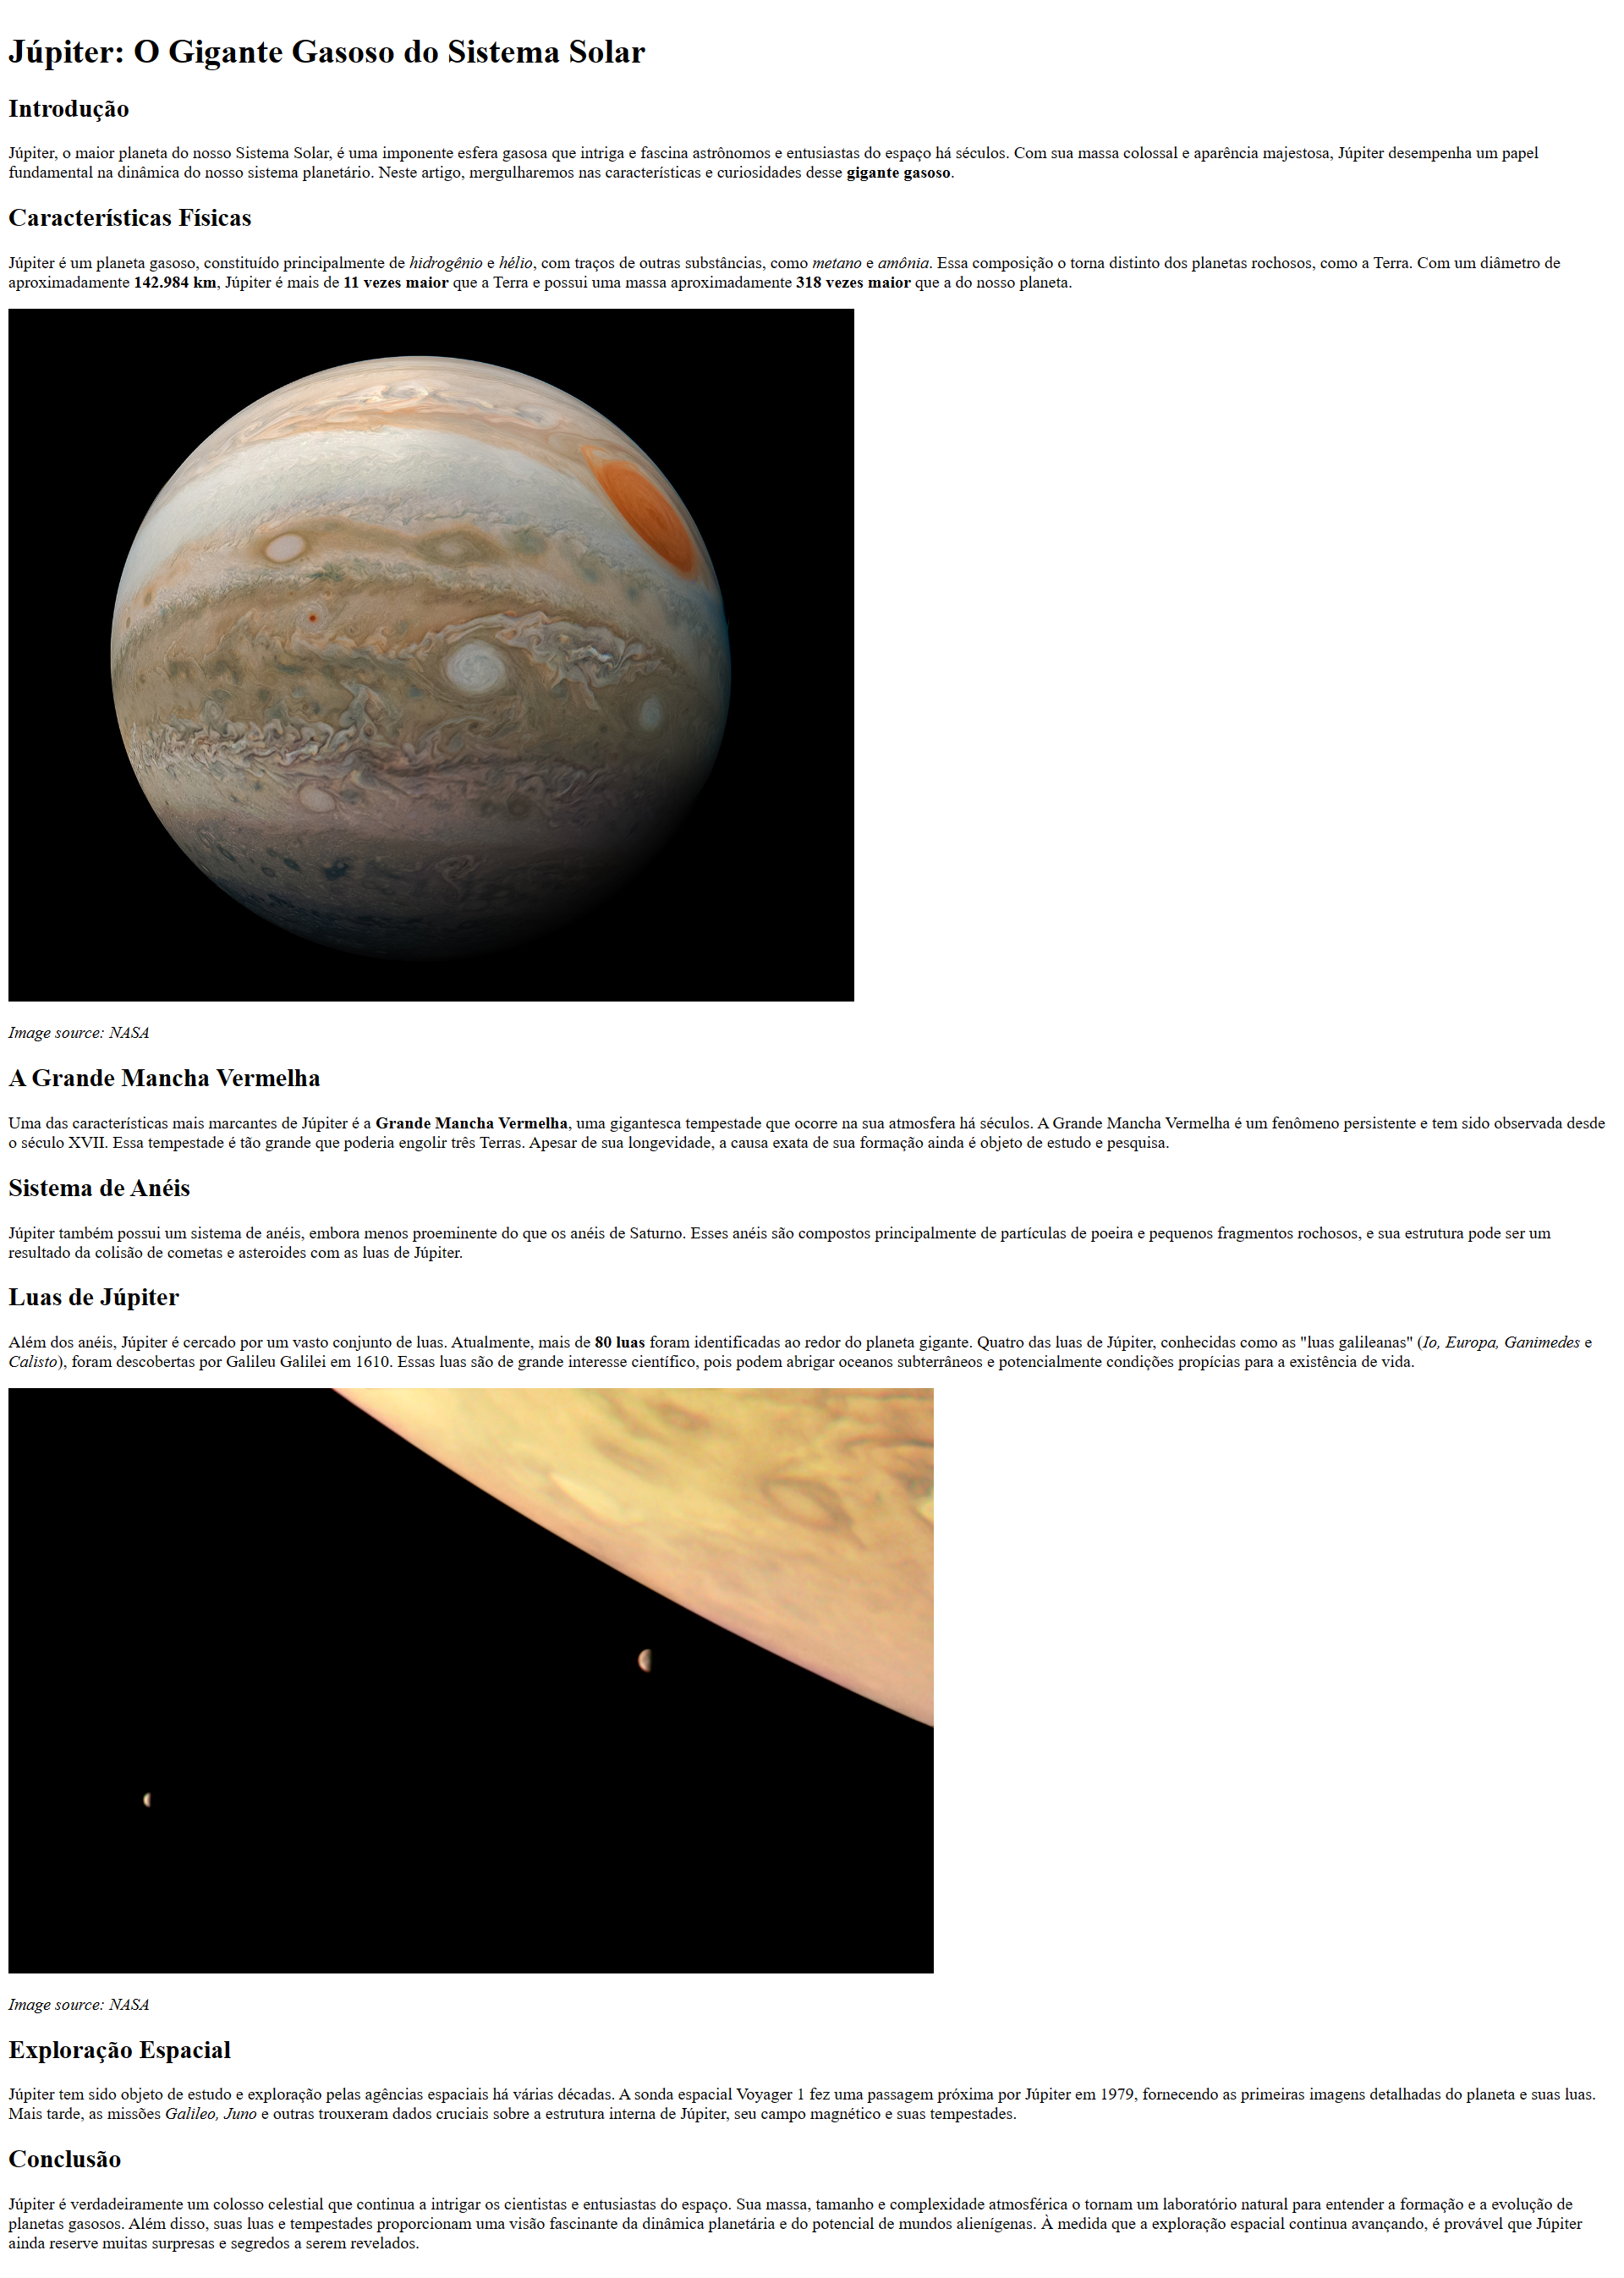 Júpiter: O Gigante Gasoso do Sistema Solar
Introdução
Júpiter, o maior planeta do nosso Sistema Solar, é uma imponente esfera gasosa que intriga e fascina astrônomos e entusiastas do espaço há séculos. Com sua massa colossal e aparência majestosa, Júpiter desempenha um papel
fundamental na dinâmica do nosso sistema planetário. Neste artigo, mergulharemos nas características e curiosidades desse gigante gasoso.
Características Físicas
Júpiter é um planeta gasoso, constituído principalmente de hidrogênio e hélio, com traços de outras substâncias, como metano e amônia. Essa composição o torna distinto dos planetas rochosos, como a Terra. Com um diâmetro de
aproximadamente 142.984 km, Júpiter é mais de 11 vezes maior que a Terra e possui uma massa aproximadamente 318 vezes maior que a do nosso planeta.
Image source: NASA
A Grande Mancha Vermelha
Uma das características mais marcantes de Júpiter é a Grande Mancha Vermelha, uma gigantesca tempestade que ocorre na sua atmosfera há séculos. A Grande Mancha Vermelha é um fenômeno persistente e tem sido observada desde
o século XVII. Essa tempestade é tão grande que poderia engolir três Terras. Apesar de sua longevidade, a causa exata de sua formação ainda é objeto de estudo e pesquisa.
Sistema de Anéis
Júpiter também possui um sistema de anéis, embora menos proeminente do que os anéis de Saturno. Esses anéis são compostos principalmente de partículas de poeira e pequenos fragmentos rochosos, e sua estrutura pode ser um
resultado da colisão de cometas e asteroides com as luas de Júpiter.
Luas de Júpiter
Além dos anéis, Júpiter é cercado por um vasto conjunto de luas. Atualmente, mais de 80 luas foram identificadas ao redor do planeta gigante. Quatro das luas de Júpiter, conhecidas como as "luas galileanas" (Io, Europa, Ganimedes e
Calisto), foram descobertas por Galileu Galilei em 1610. Essas luas são de grande interesse científico, pois podem abrigar oceanos subterrâneos e potencialmente condições propícias para a existência de vida.
Image source: NASA
Exploração Espacial
Júpiter tem sido objeto de estudo e exploração pelas agências espaciais há várias décadas. A sonda espacial Voyager 1 fez uma passagem próxima por Júpiter em 1979, fornecendo as primeiras imagens detalhadas do planeta e suas luas.
Mais tarde, as missões Galileo, Juno e outras trouxeram dados cruciais sobre a estrutura interna de Júpiter, seu campo magnético e suas tempestades.
Conclusão
Júpiter é verdadeiramente um colosso celestial que continua a intrigar os cientistas e entusiastas do espaço. Sua massa, tamanho e complexidade atmosférica o tornam um laboratório natural para entender a formação e a evolução de
planetas gasosos. Além disso, suas luas e tempestades proporcionam uma visão fascinante da dinâmica planetária e do potencial de mundos alienígenas. À medida que a exploração espacial continua avançando, é provável que Júpiter
ainda reserve muitas surpresas e segredos a serem revelados.